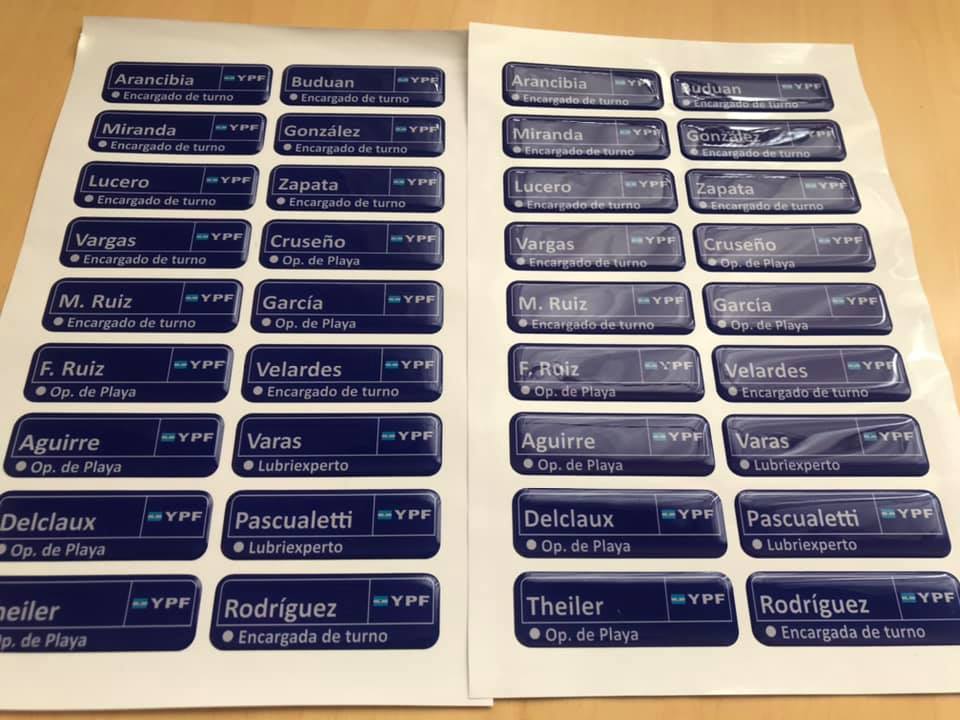 Arancibia YPF
Encargado de turno
Buduan YPF
Encargado de turno
Miranda YPF
Encargado de turno
González YPF
Encargado de turno
Lucero YPF
Encargado de turno
Zapata YPF
Encargado de turno
Vargas YPF
Encargado de turno
Cruseño YPF
Op. de Playa
M. Ruiz YPF
Encargado de turno
García YPF
Op. de Playa
F. Ruiz YPF
Op. de Playa
Velardes YPF
Encargado de turno
Aguirre YPF
Op. de Playa
Varas YPF
Lubriexperto
Delclaux YPF
Op. de Playa
Pascualetti YPF
Lubriexperto
heiler YPF
Op. de Playa
Rodríguez YPF
Encargada de turno
Arancibia YPF
Encargado de turno
Buduan YPF
Encargado de turno
Miranda YPF
Encargado de turno
González YPF
Encargado de turno
Lucero YPF
Encargado de turno
Zapata YPF
Encargado de turno
Vargas YPF
Encargado de turno
Cruseño YPF
Op. de Playa
M. Ruiz YPF
Encargado de turno
García YPF
Op. de Playa
F. Ruiz YPF
Op. de Playa
Velardes YPF
Encargado de turno
Aguirre YPF
Op. de Playa
Varas YPF
Lubriexperto
Delclaux YPF
Op. de Playa
Pascualetti YPF
Lubriexperto
Theiler YPF
Op. de Playa
Rodríguez YPF
Encargada de turno